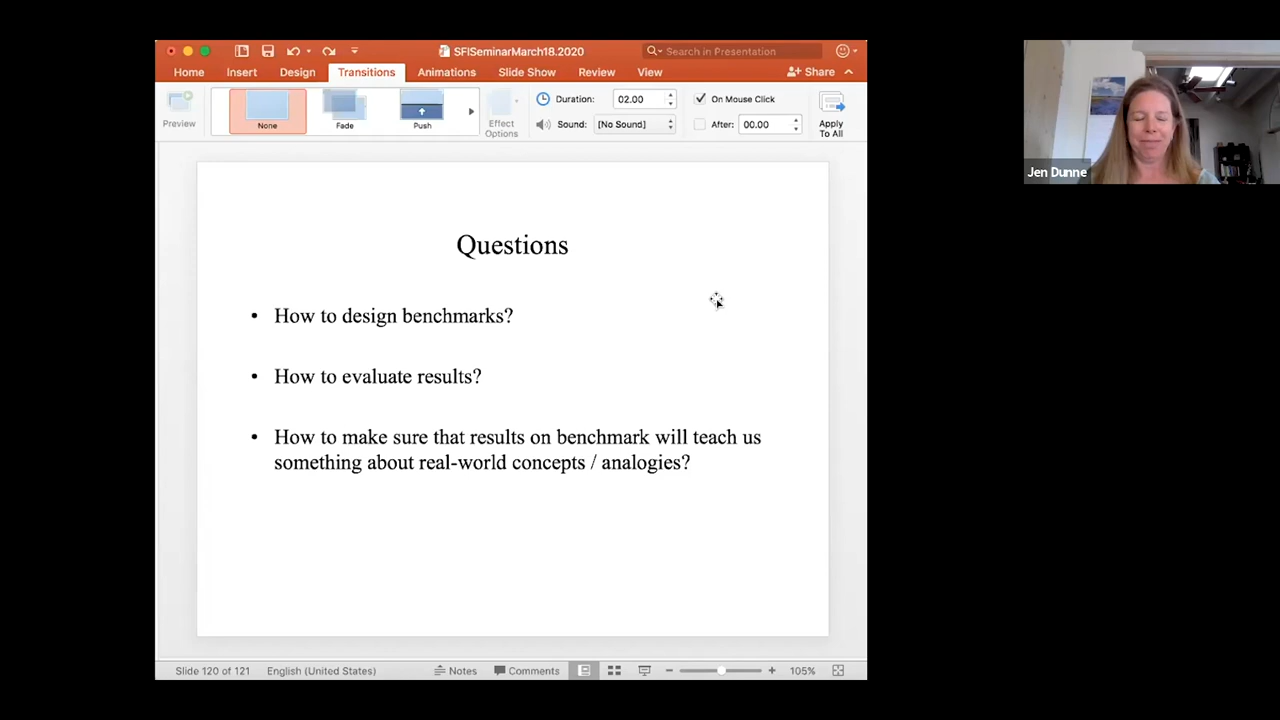 SFISeminarMarch18.2020
Search in Presentation
Home Insert Design Transitions Animations Slide Show Review View Share
Preview
None
Fade
Push
Effect
Options
Duration: 02.00
Sound: [No Sound]
On Mouse Click
After: 00.00
Apply
To All
Questions
• How to design benchmarks?
• How to evaluate results?
• How to make sure that results on benchmark will teach us
something about real-world concepts / analogies?
Slide 120 of 121 English (United States) Notes Comments 105%
Jen Dunne